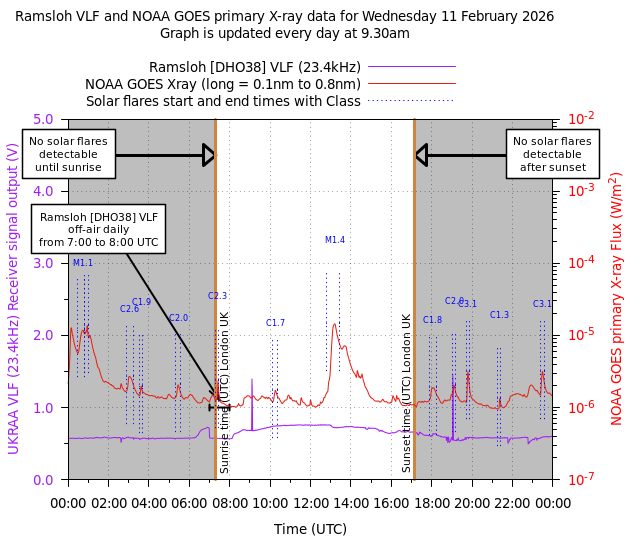 Ramsloh VLF and NOAA GOES primary X-ray data for Wednesday 11 February 2026
Graph is updated every day at 9.30am
Ramsloh [DHO38] VLF (23.4kHz)
NOAA GOES Xray (long = 0.1nm to 0.8nm)
Solar flares start and end times with Class
UKRAA VLF (23.4kHz) Receiver signal output (V)
5.0
4.0
3.0
2.0
1.0
0.0
No solar flares
detectable
until sunrise
No solar flares
detectable
after sunset
Ramsloh [DHO38] VLF
off-air daily
from 7:00 to 8:00 UTC
M1.1
C2.6
C1.9
C2.0
C2.3
C1.7
M1.4
C1.8
C2.0
C3.1
C1.3
C3.1
Sunrise time (UTC) London UK
Sunset time (UTC) London UK
10⁻²
10⁻³
10⁻⁴
10⁻⁵
10⁻⁶
10⁻⁷
NOAA GOES primary X-ray Flux (W/m²)
00:00 02:00 04:00 06:00 08:00 10:00 12:00 14:00 16:00 18:00 20:00 22:00 00:00
Time (UTC)